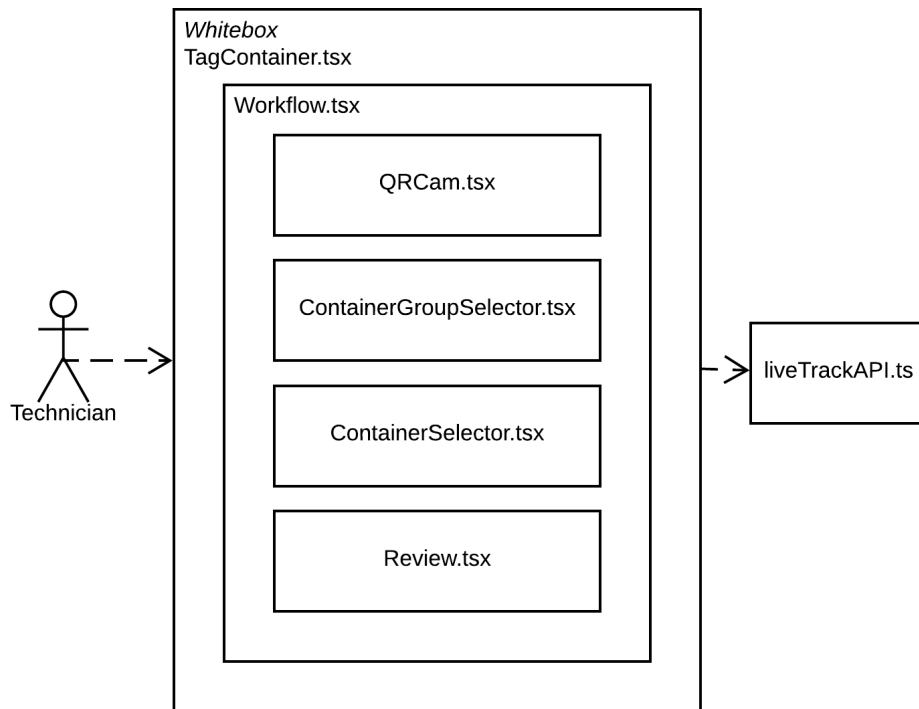 Whitebox
TagContainer.tsx
Workflow.tsx
QRCam.tsx
ContainerGroupSelector.tsx
ContainerSelector.tsx
Review.tsx
Technician
liveTrackAPI.ts